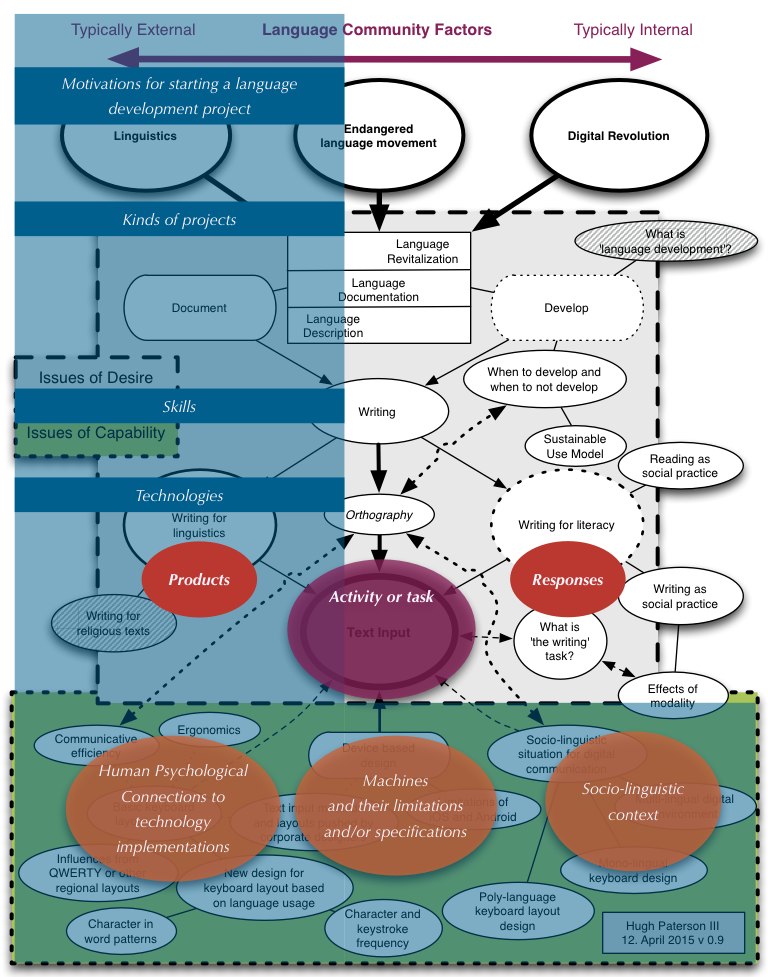 Typically External
Language Community Factors
Typically Internal
Motivations for starting a language
development project
Linguistics
Endangered
language movement
Digital Revolution
Kinds of projects
What is
'language development'?
Language
Revitalization
Language
Documentation
Language
Description
Document
Develop
Issues of Desire
When to develop and
when to not develop
Skills
Writing
Issues of Capability
Sustainable
Use Model
Reading as
social practice
Technologies
Writing for
linguistics
Orthography
Writing for literacy
Products
Activity or task
Responses
Text Input
Writing for
religious texts
Writing as
social practice
What is
'the writing'
task?
Effects of
modality
Communicative
efficiency
Ergonomics
Device based
design
Socio-linguistic
situation for digital
communication
Human Psychological
Connections to
technology
implementations
Machines
and their limitations
and/or specifications
Socio-linguistic
context
Text input
and layout
corporate
of
iOS and Android
digital
Influences from
QWERTY or other
regional layouts
New design for
keyboard layout based
on language usage
Mono-lingual
keyboard design
Character in
word patterns
Character and
keystroke
frequency
Poly-language
keyboard layout
design
Hugh Paterson III
12. April 2015 v 0.9